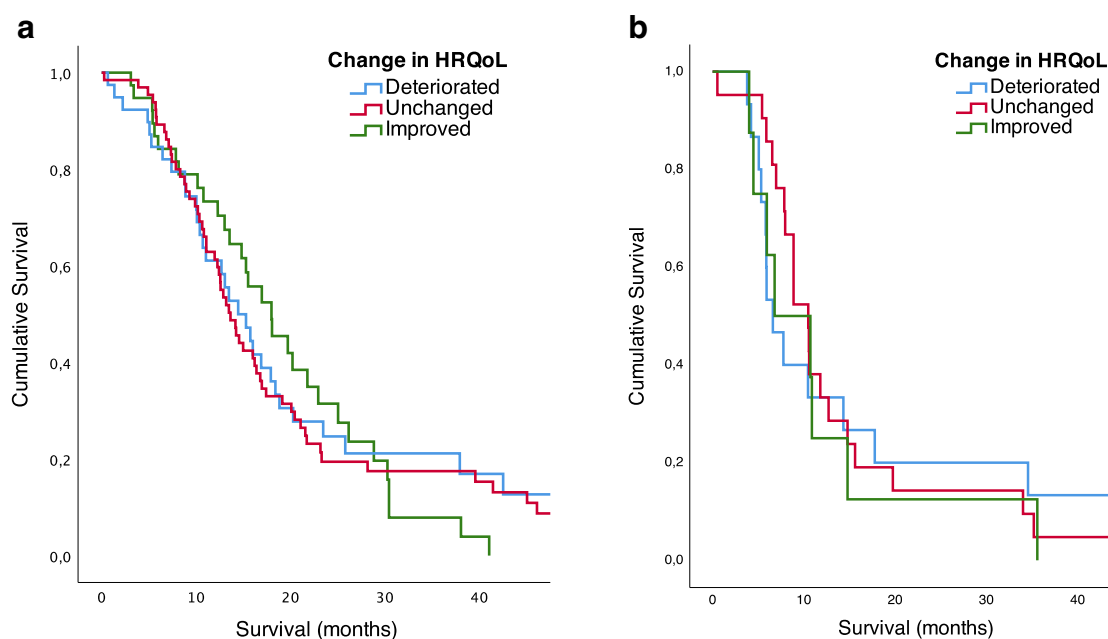 a
Change in HRQoL
Deteriorated
Unchanged
Improved
1,0
0,8
0,6
0,4
0,2
0,0
Cumulative Survival
0 10 20 30 40
Survival (months)
b
Change in HRQoL
Deteriorated
Unchanged
Improved
1,0
0,8
0,6
0,4
0,2
0,0
Cumulative Survival
0 10 20 30 40
Survival (months)